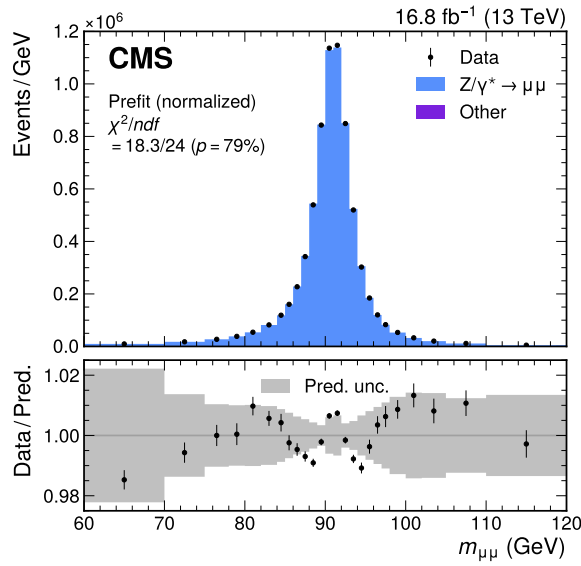 ×10⁶
16.8 fb⁻¹ (13 TeV)
CMS
Data
Z/γ* → μμ
Other
Prefit (normalized)
χ²/ndf
= 18.3/24 (p = 79%)
Events/GeV
1.2
1.0
0.8
0.6
0.4
0.2
0.0
Pred. unc.
Data/Pred.
1.02
1.00
0.98
60 70 80 90 100 110 120
m_μμ (GeV)